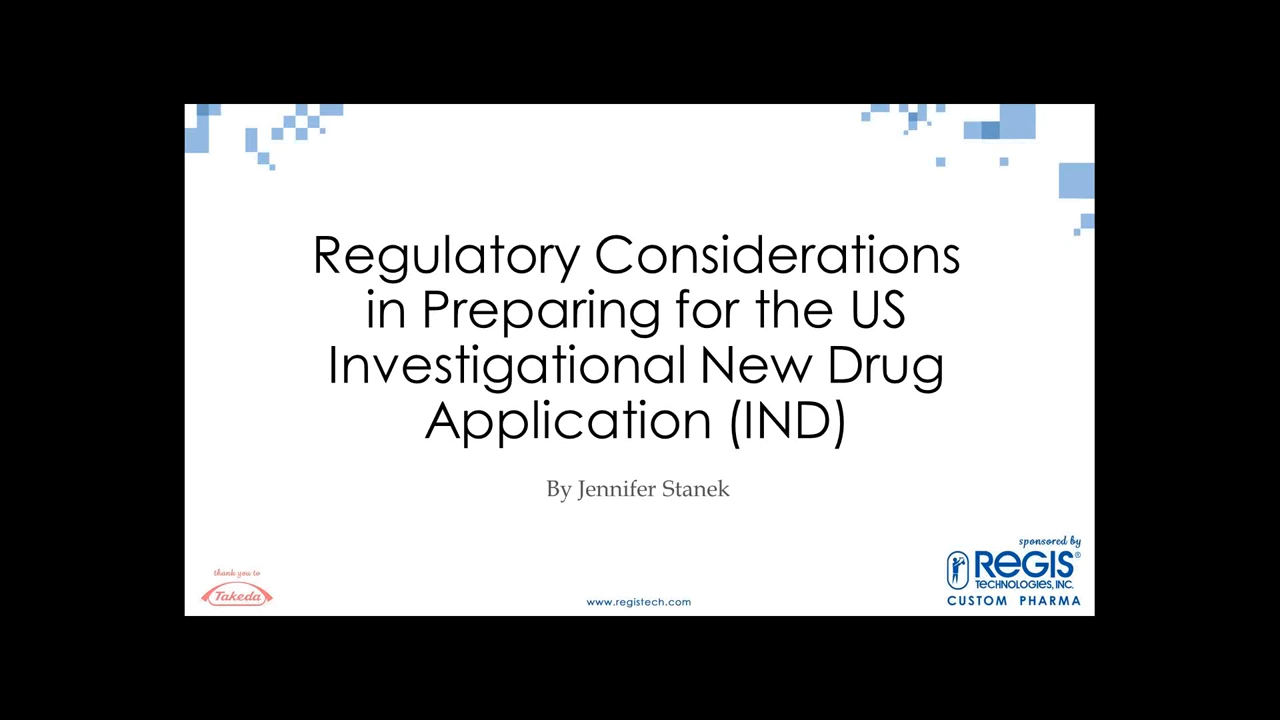 Regulatory Considerations
in Preparing for the US
Investigational New Drug
Application (IND)
By Jennifer Stanek
thank you to
Takeda
www.registech.com
sponsored by
REGIS®
TECHNOLOGIES, INC.
CUSTOM PHARMA